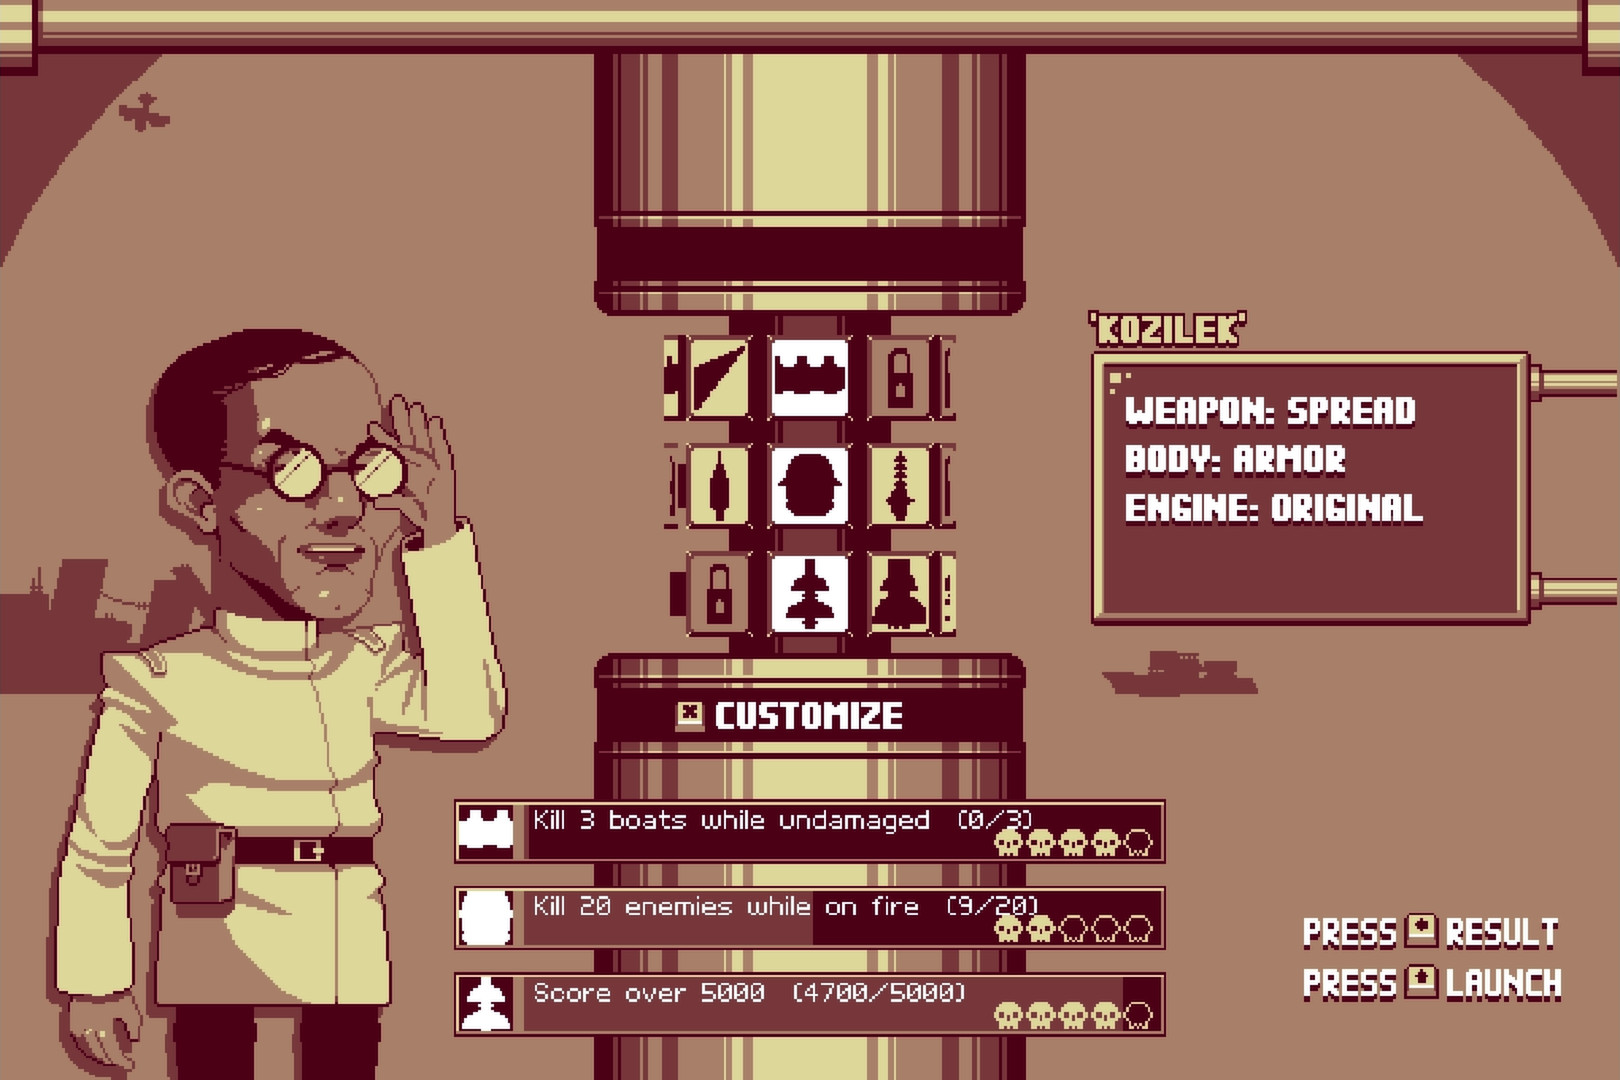 'KOZILEK'
WEAPON: SPREAD
BODY: ARMOR
ENGINE: ORIGINAL
X CUSTOMIZE
Kill 3 boats while undamaged (0/3)
Kill 20 enemies while on fire (9/20)
Score over 5000 (4700/5000)
PRESS RESULT
PRESS LAUNCH